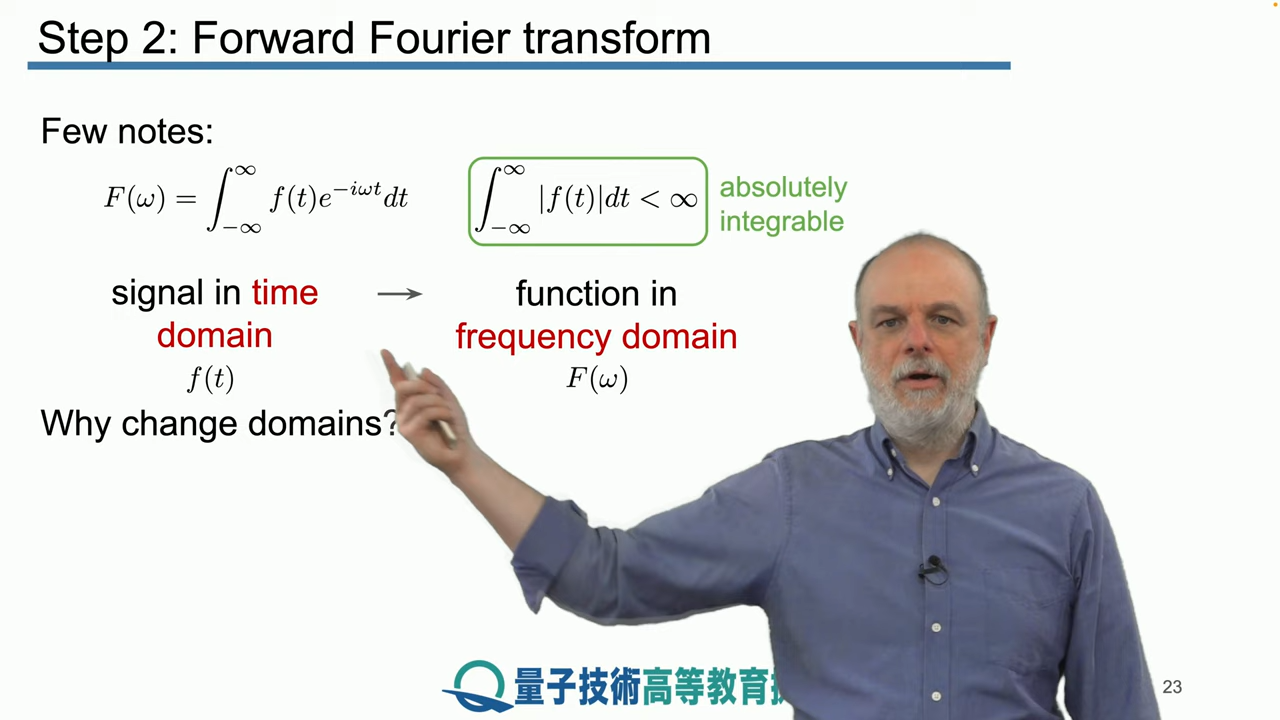 Step 2: Forward Fourier transform
Few notes:
F(ω) = ∫_{−∞}^{∞} f(t)e^{−iωt}dt
∫_{−∞}^{∞} |f(t)|dt < ∞
absolutely
integrable
signal in time
domain
f(t)
→
function in
frequency domain
F(ω)
Why change domains?
量子技術高等教育
23